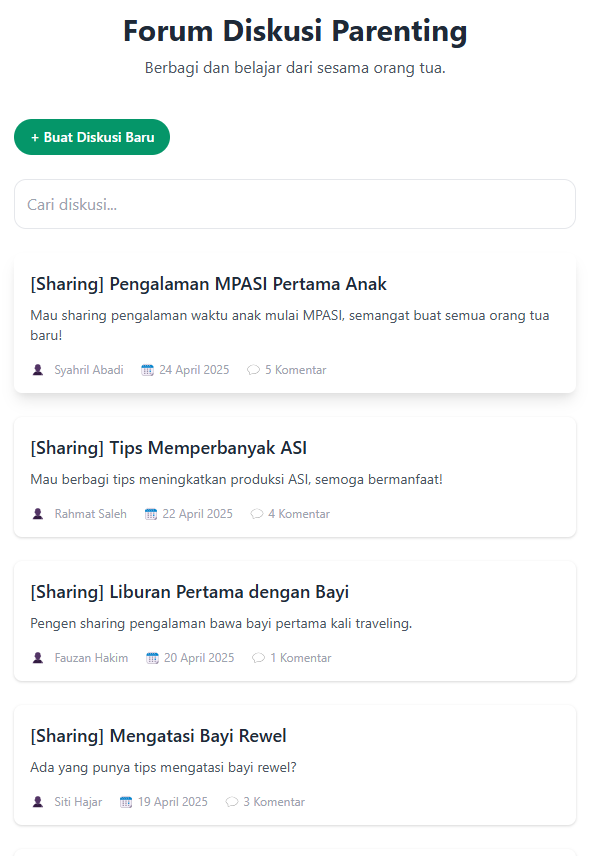 Forum Diskusi Parenting
Berbagi dan belajar dari sesama orang tua.
+ Buat Diskusi Baru
Cari diskusi...
[Sharing] Pengalaman MPASI Pertama Anak
Mau sharing pengalaman waktu anak mulai MPASI, semangat buat semua orang tua
baru!
Syahril Abadi 24 April 2025 5 Komentar
[Sharing] Tips Memperbanyak ASI
Mau berbagi tips meningkatkan produksi ASI, semoga bermanfaat!
Rahmat Saleh 22 April 2025 4 Komentar
[Sharing] Liburan Pertama dengan Bayi
Pengen sharing pengalaman bawa bayi pertama kali traveling.
Fauzan Hakim 20 April 2025 1 Komentar
[Sharing] Mengatasi Bayi Rewel
Ada yang punya tips mengatasi bayi rewel?
Siti Hajar 19 April 2025 3 Komentar